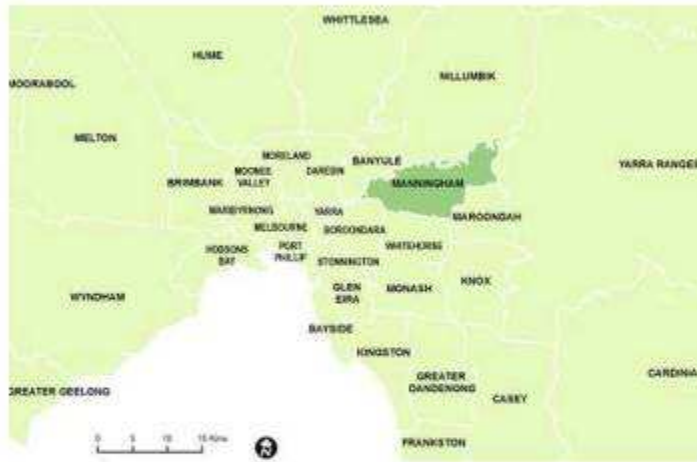 WHITTLESEA
HUME
NILLUMBIK
MOORABOOL
MELTON
MORELAND
BANYULE
YARRA RANGES
MOONEE
VALLEY
DAREBIN
BRIMBANK
MANNINGHAM
MARIBYRNONG
YARRA
MAROONDAH
MELBOURNE
BOROONDARA
HOBSONS
BAY
PORT
PHILLIP
WHITEHORSE
STONNINGTON
WYNDHAM
GLEN
EIRA
MONASH
KNOX
BAYSIDE
KINGSTON
GREATER
DANDENONG
CARDINIA
GREATER GEELONG
CASEY
0 5 10 15 Kms
FRANKSTON